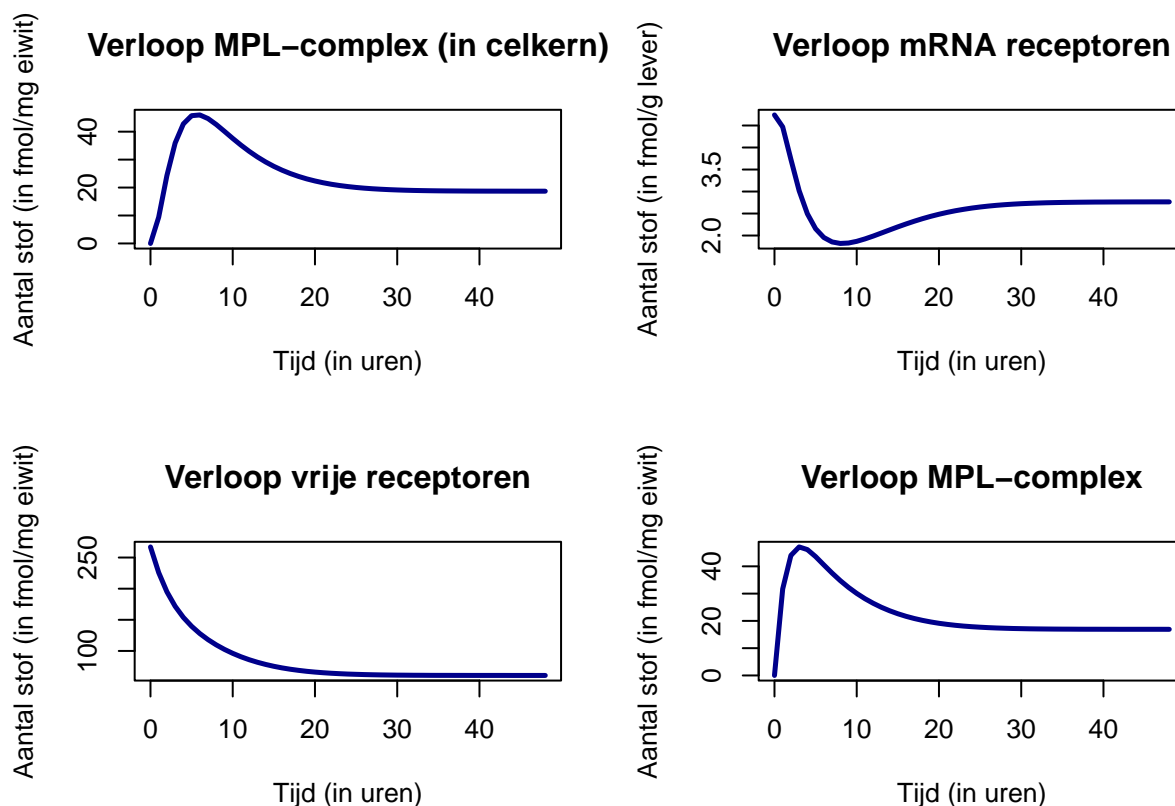 Verloop MPL−complex (in celkern)
Aantal stof (in fmol/mg eiwit)
0 20 40
0 10 20 30 40
Tijd (in uren)
Verloop mRNA receptoren
Aantal stof (in fmol/g lever)
2.0 3.5
0 10 20 30 40
Tijd (in uren)
Verloop vrije receptoren
Aantal stof (in fmol/mg eiwit)
100 250
0 10 20 30 40
Tijd (in uren)
Verloop MPL−complex
Aantal stof (in fmol/mg eiwit)
0 20 40
0 10 20 30 40
Tijd (in uren)